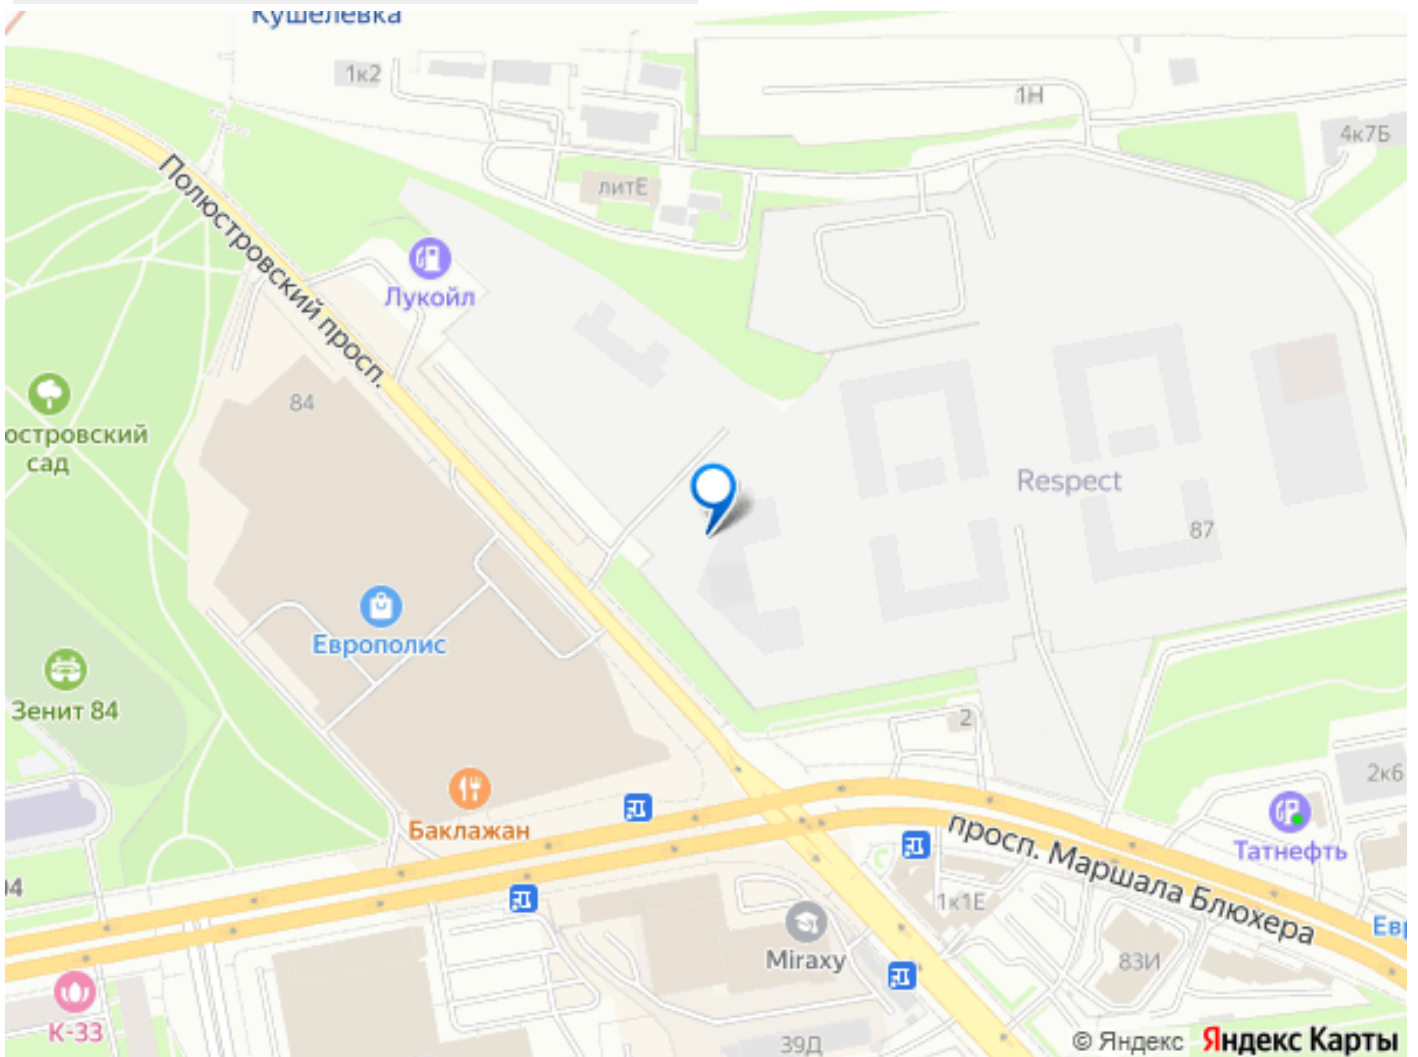 Кушелевка
1к2
1Н
4к7Б
литЕ
Полюстровский просп.
Лукойл
84
островский
сад
Respect
87
Европолис
Зенит 84
2
2к6
Баклажан
просп. Маршала Блюхера
Татнефть
1к1Е
Евр
Miraxy
83И
К-33
39Д
© Яндекс Яндекс Карты